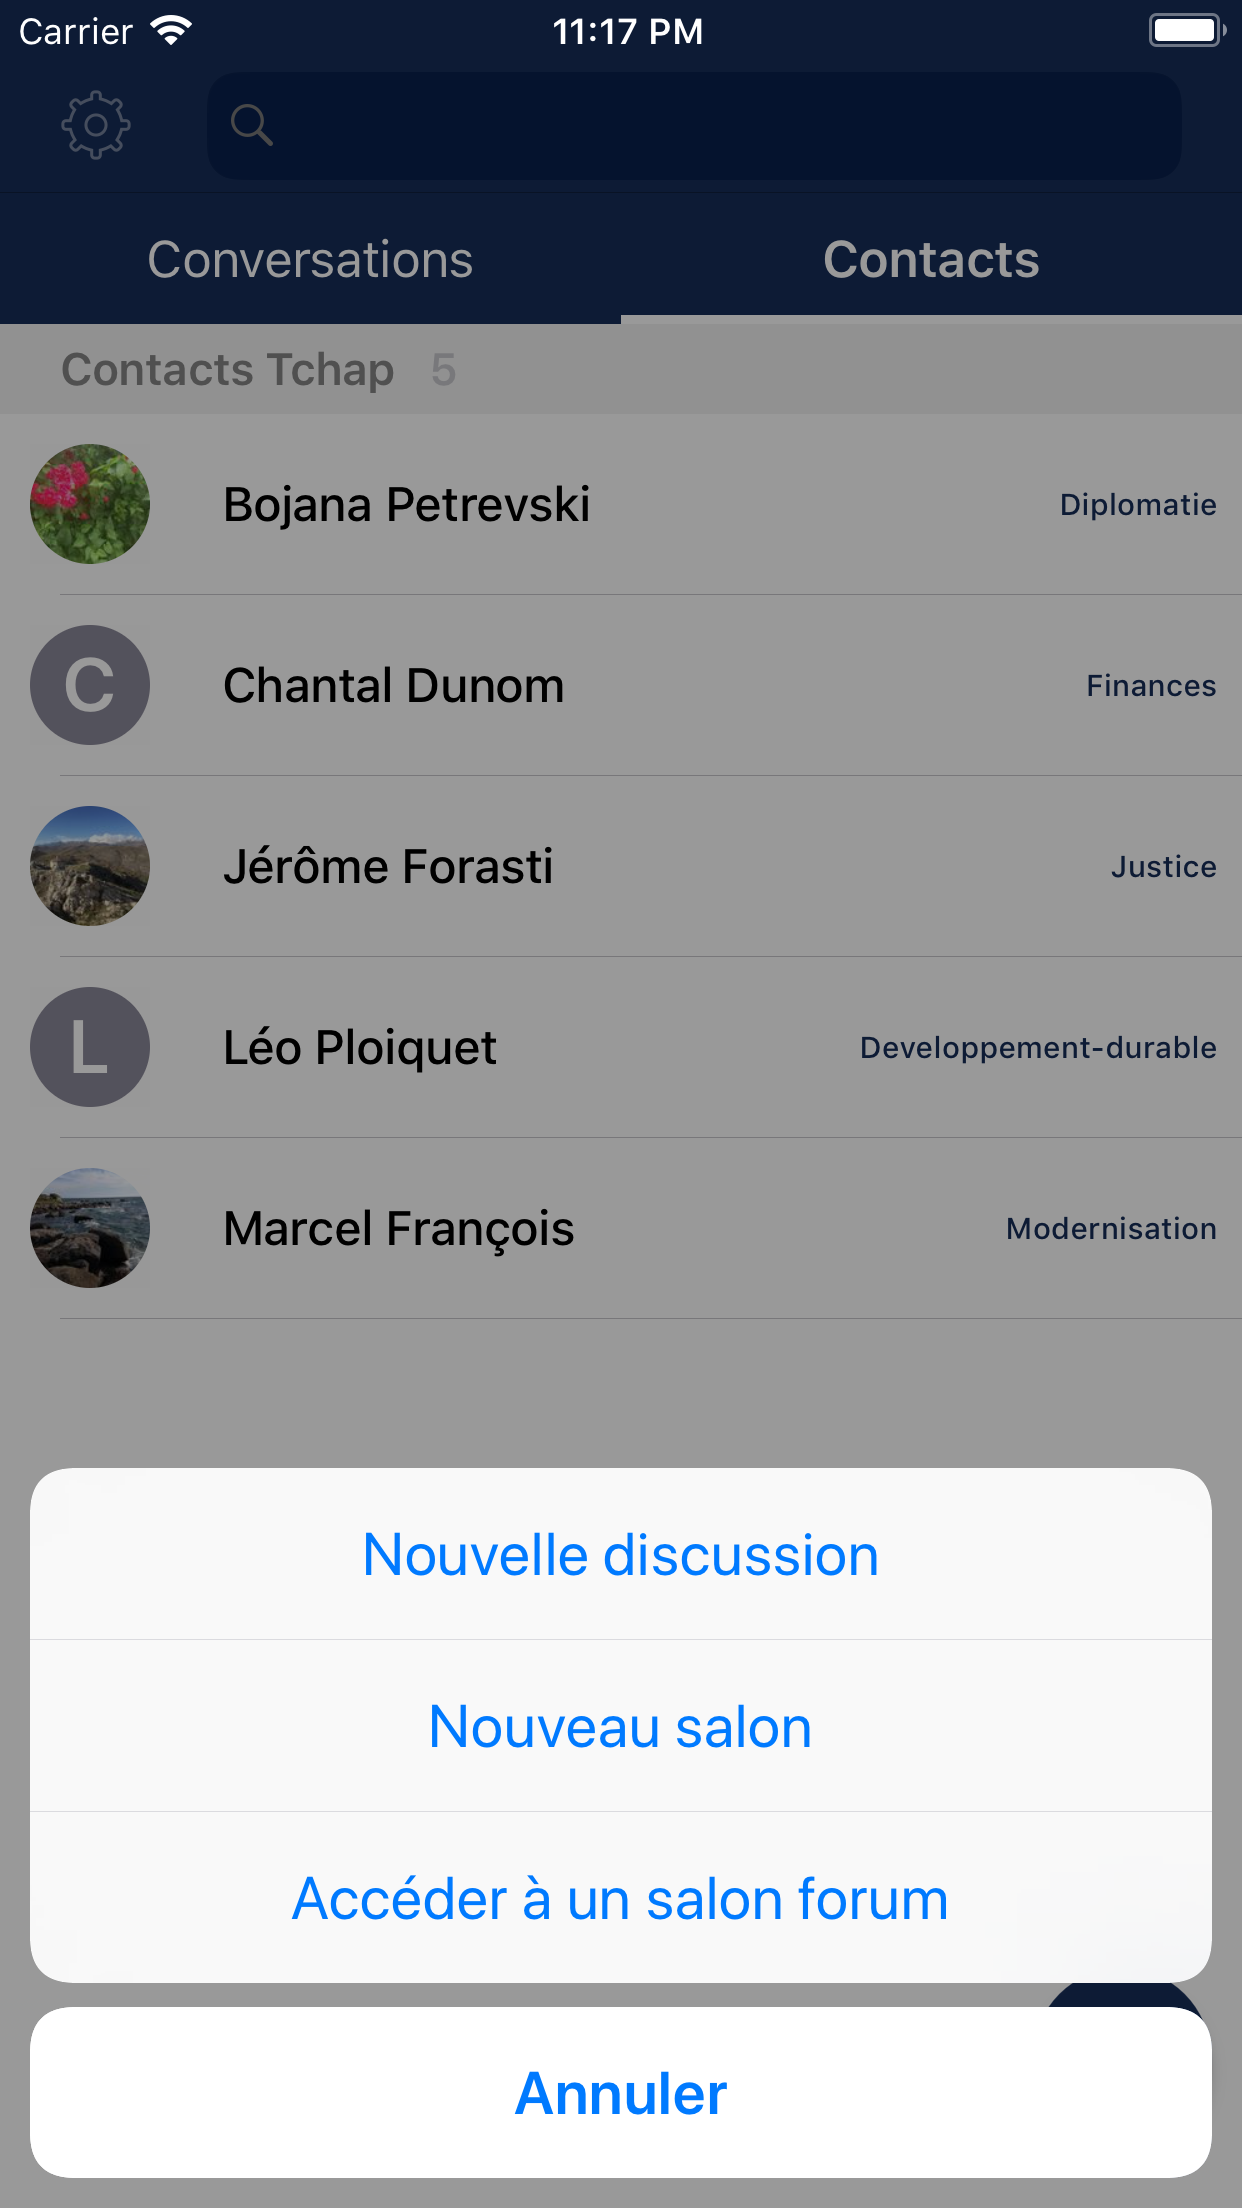 Carrier 11:17 PM
Conversations Contacts
Contacts Tchap 5
Bojana Petrevski Diplomatie
C Chantal Dunom Finances
Jérôme Forasti Justice
L Léo Ploiquet Developpement-durable
Marcel François Modernisation
Nouvelle discussion
Nouveau salon
Accéder à un salon forum
Annuler